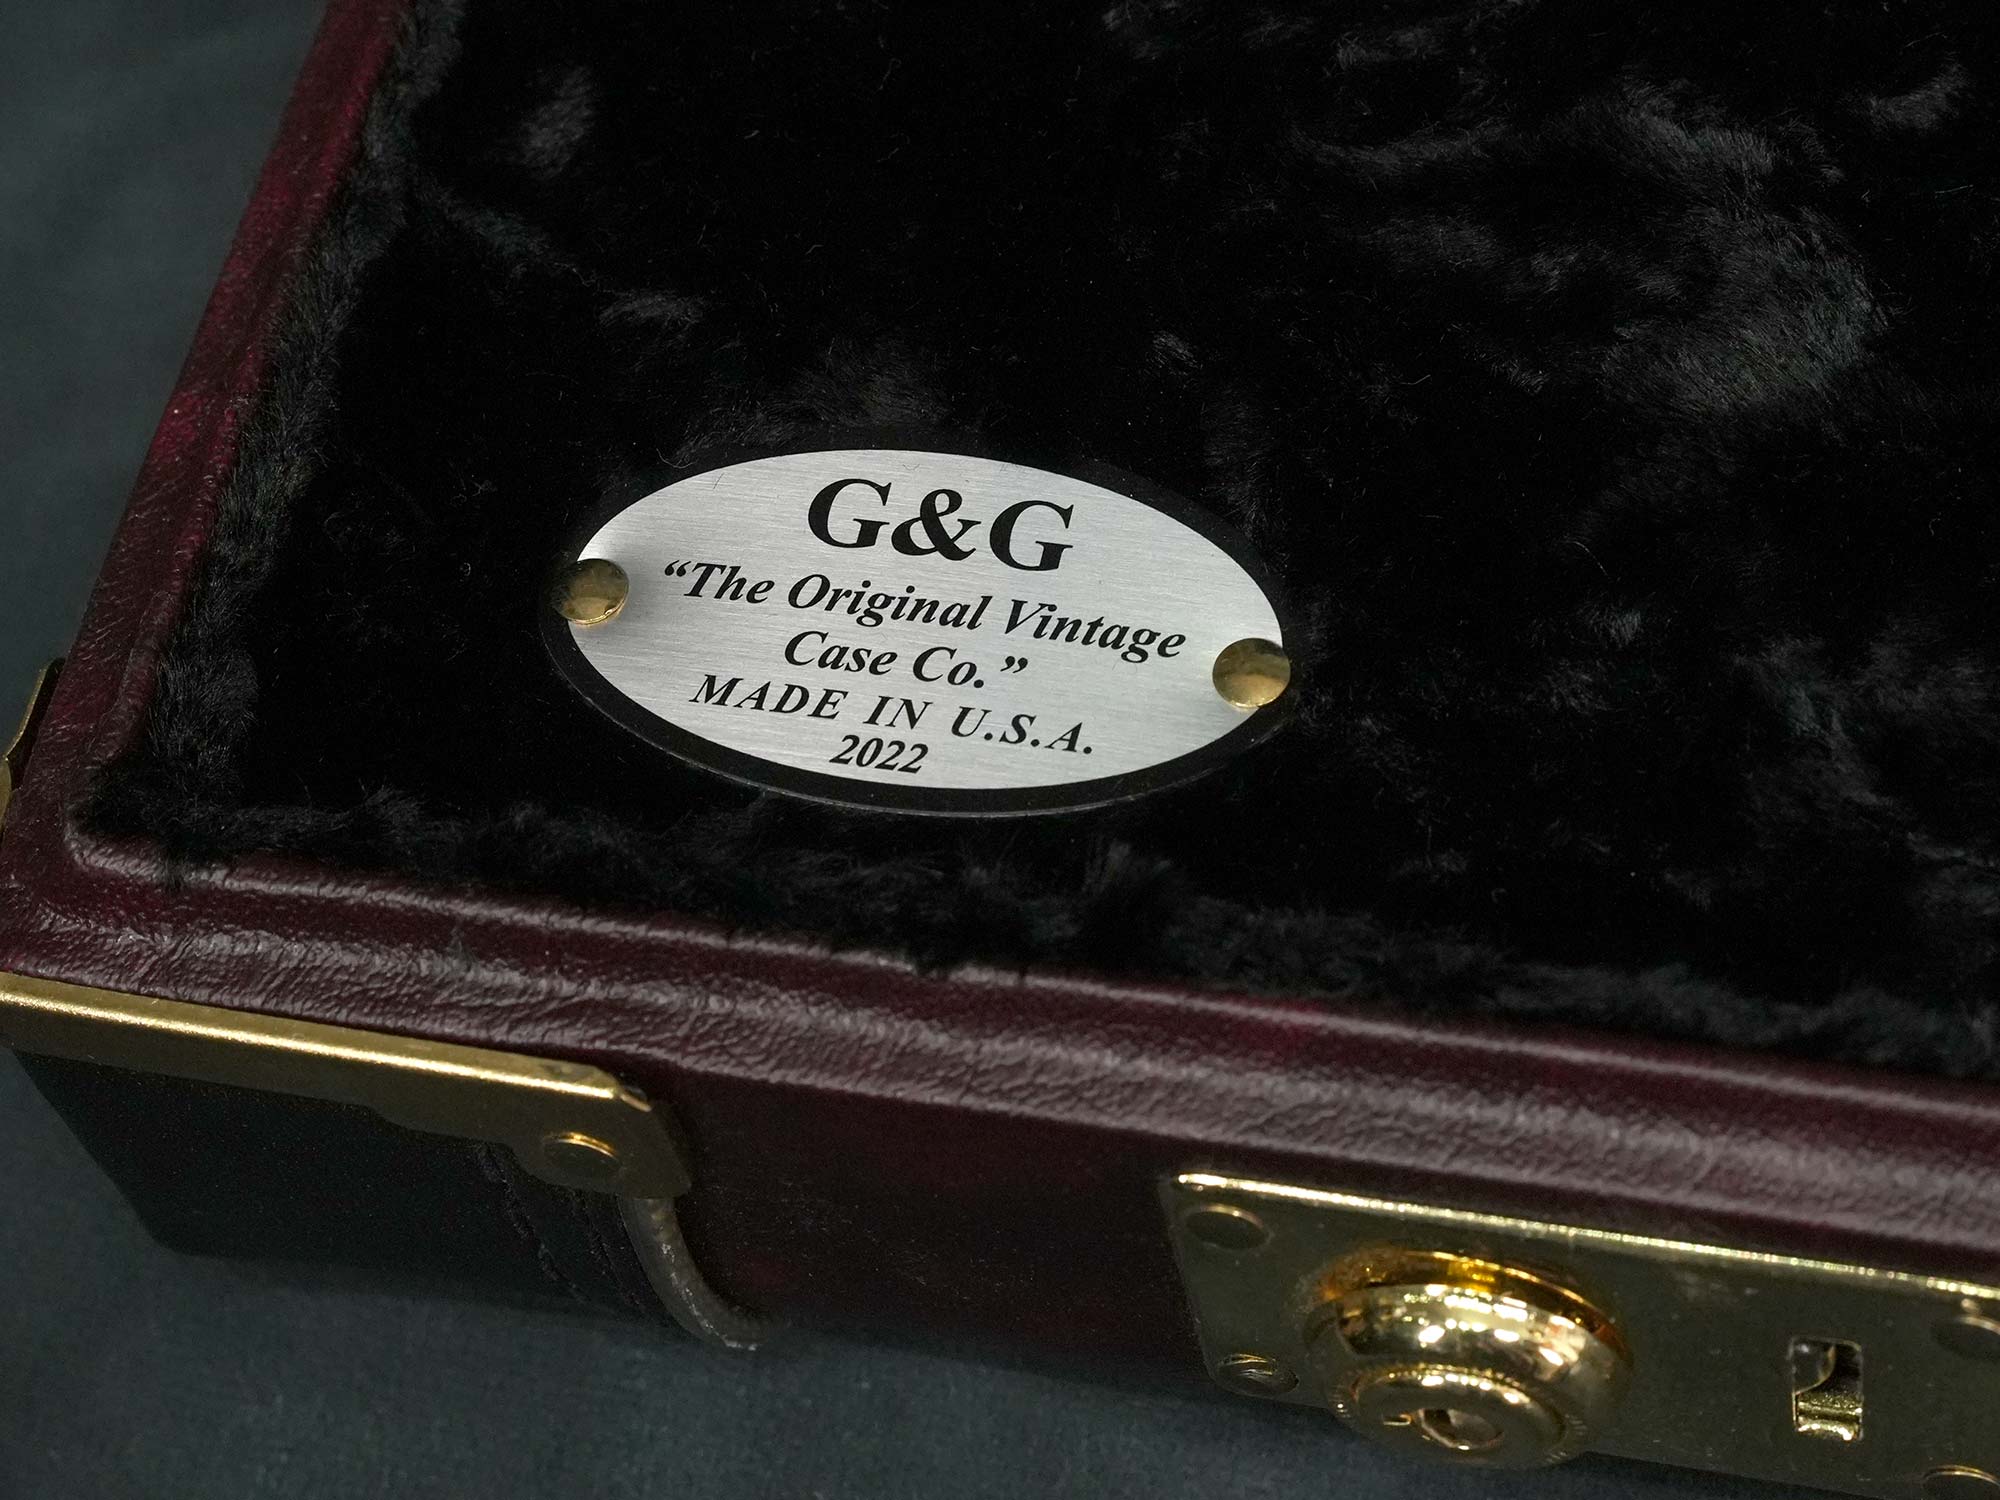 G&G
“The Original Vintage
Case Co.”
MADE IN U.S.A.
2022